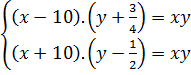 (x − 10).(y + 3/4) = xy
(x + 10).(y − 1/2) = xy